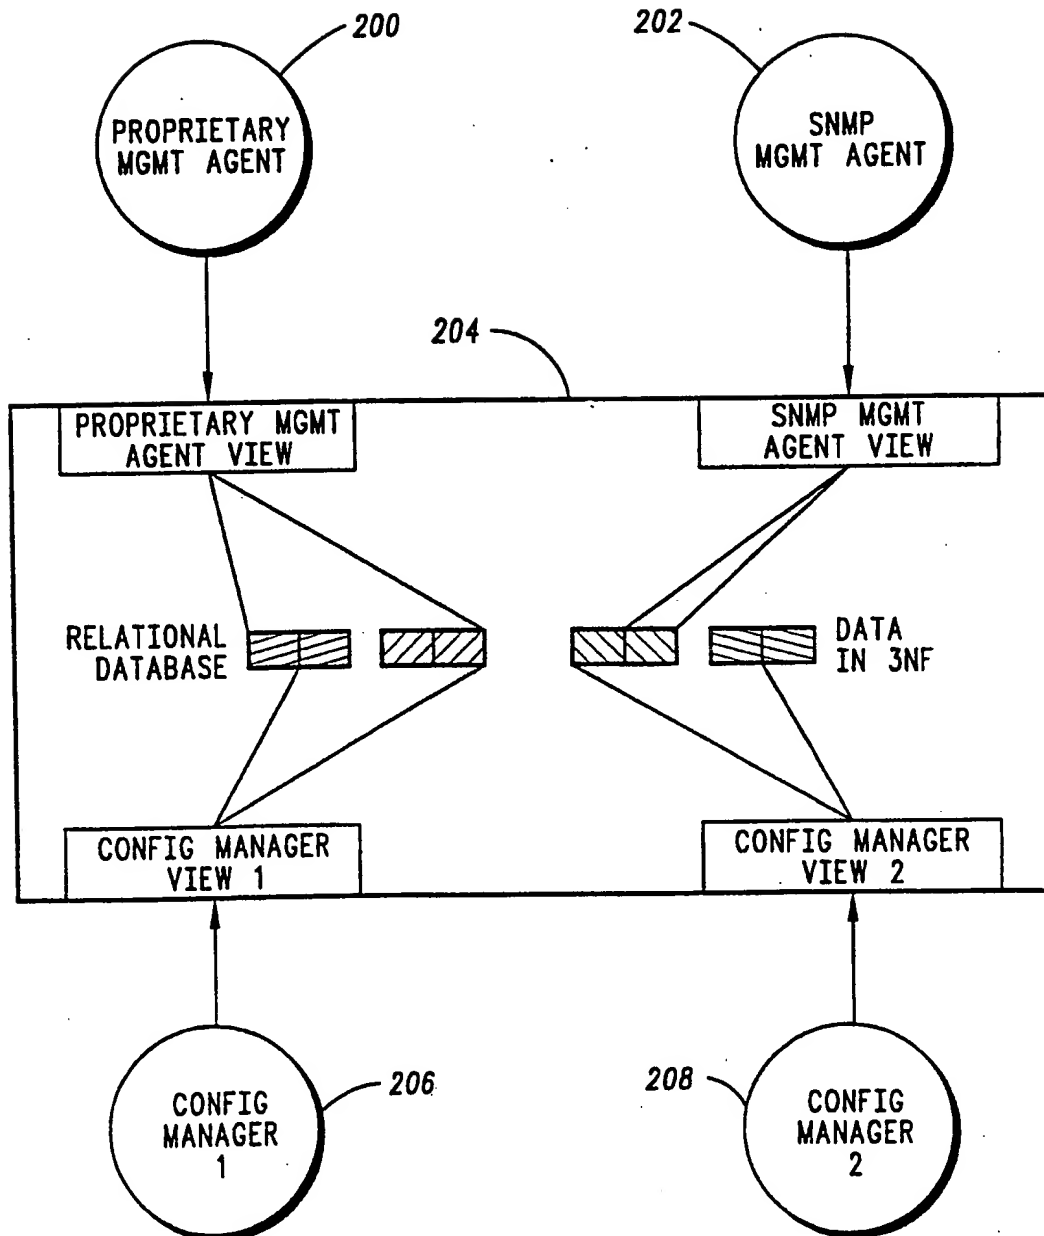 200
202
PROPRIETARY
MGMT AGENT
SNMP
MGMT AGENT
204
PROPRIETARY MGMT
AGENT VIEW
SNMP MGMT
AGENT VIEW
RELATIONAL
DATABASE
DATA
IN 3NF
CONFIG MANAGER
VIEW 1
CONFIG MANAGER
VIEW 2
206
208
CONFIG
MANAGER
1
CONFIG
MANAGER
2